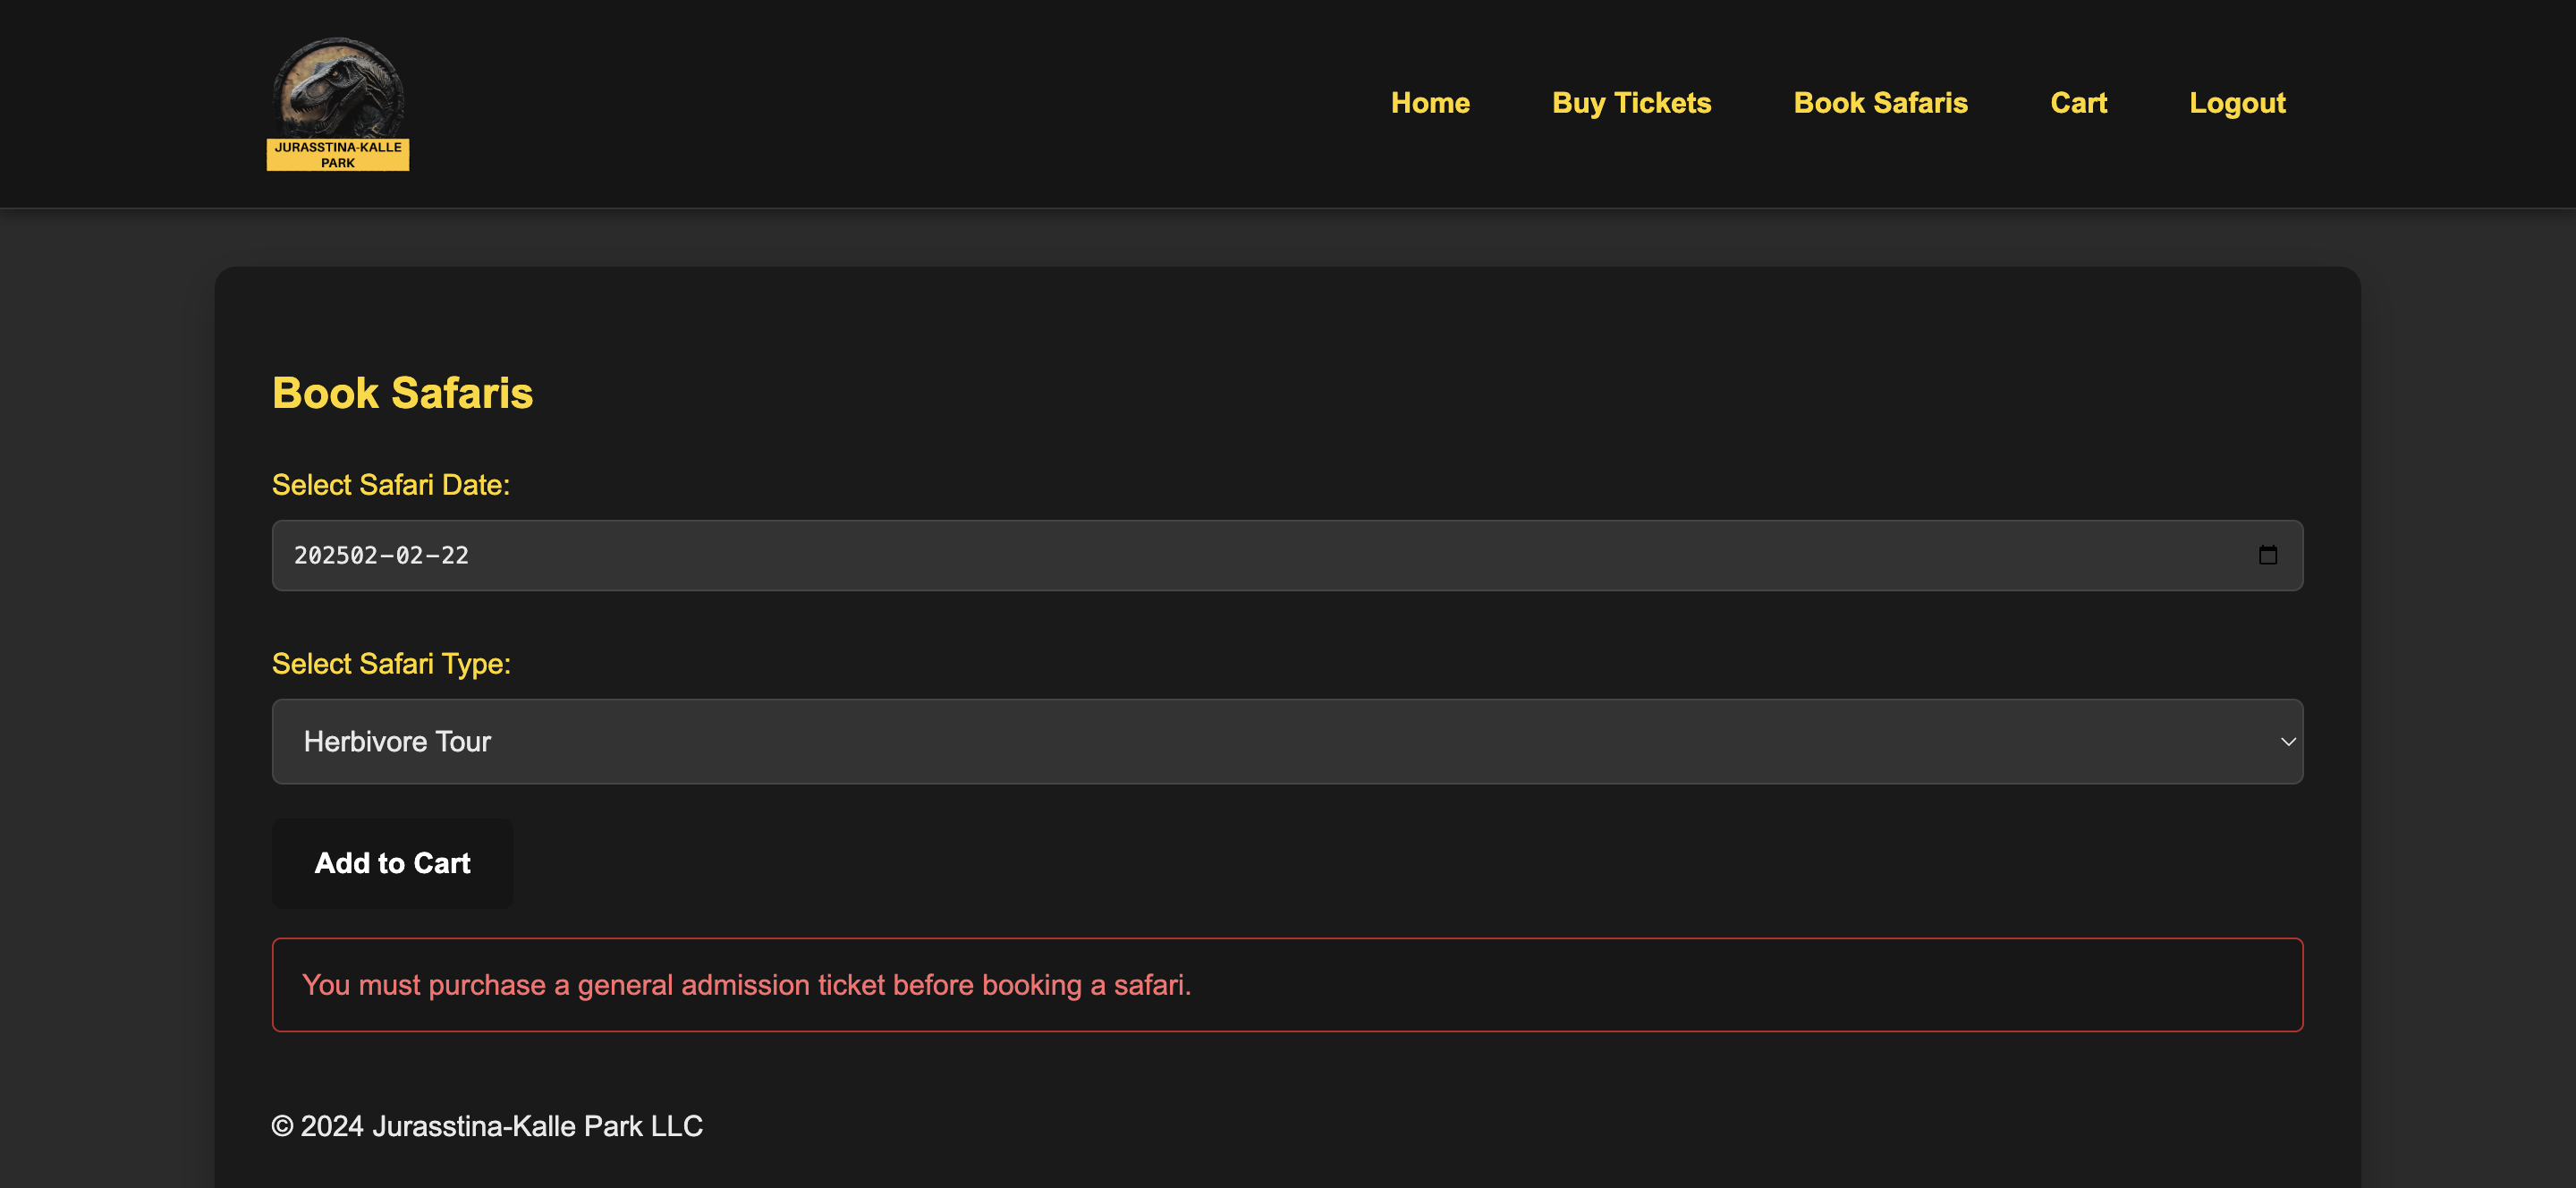 JURASSTINA-KALLE
PARK
Home Buy Tickets Book Safaris Cart Logout
Book Safaris
Select Safari Date:
202502-02-22
Select Safari Type:
Herbivore Tour
Add to Cart
You must purchase a general admission ticket before booking a safari.
© 2024 Jurasstina-Kalle Park LLC